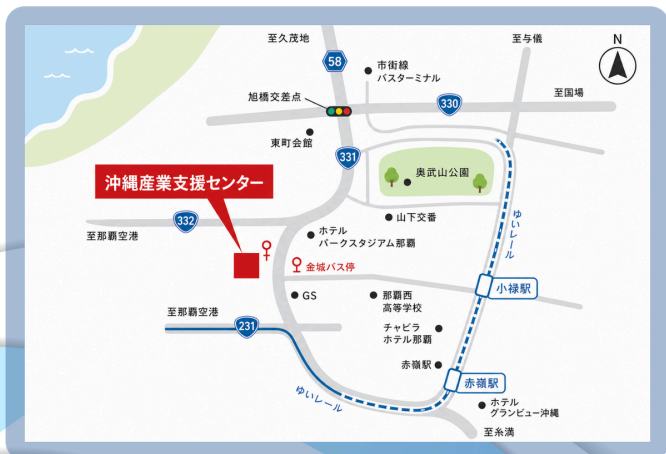 至久茂地
至与儀
N
58
市街線
バスターミナル
旭橋交差点
330
至国場
東町会館
331
奥武山公園
沖縄産業支援センター
332
山下交番
ゆいレール
至那覇空港
ホテル
パークスタジアム那覇
金城バス停
小禄駅
GS
那覇西
高等学校
至那覇空港
231
チャビラ
ホテル那覇
赤嶺駅
赤嶺駅
ゆいレール
ホテル
グランビュー沖縄
至糸満